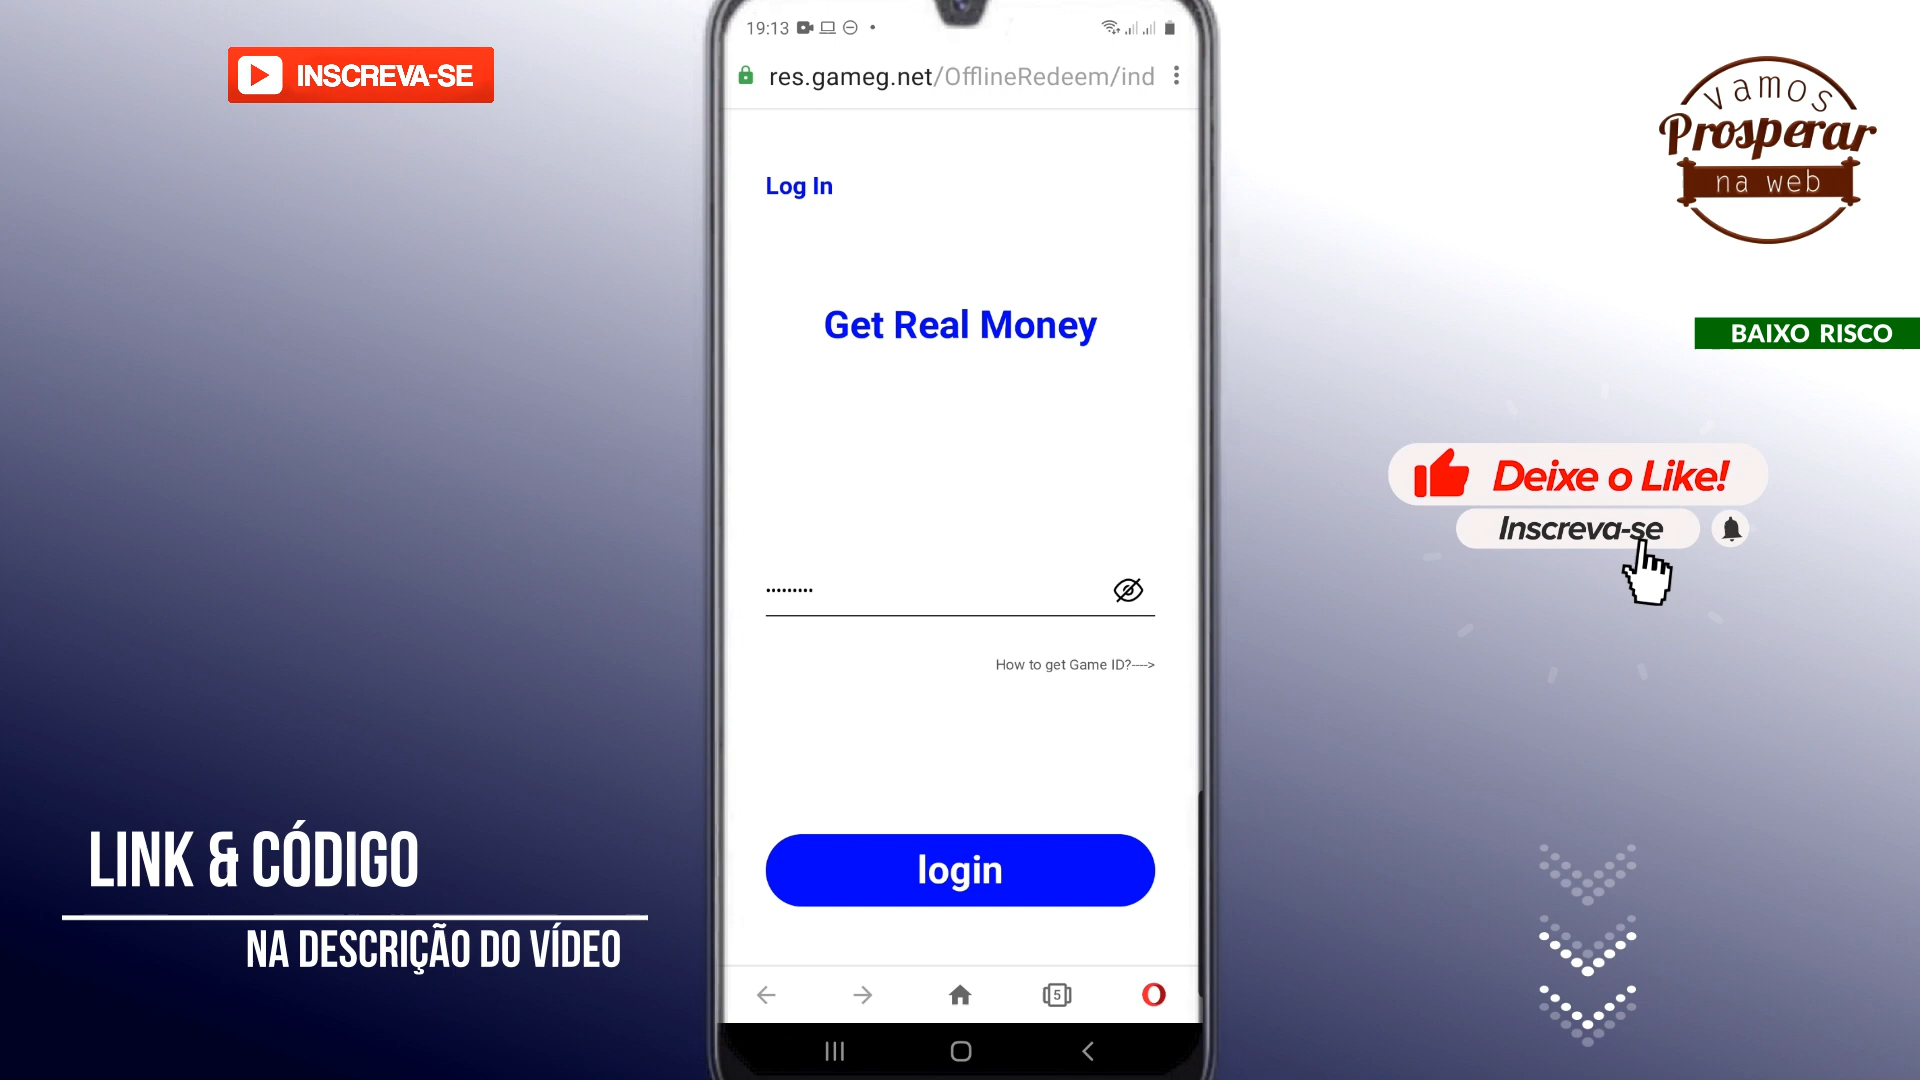 INSCREVA-SE
19:13
res.gameg.net/OfflineRedeem/ind
Log In
Get Real Money
How to get Game ID?---->
login
5
vamos
Prosperar
na web
BAIXO RISCO
Deixe o Like!
Inscreva-se
LINK & CÓDIGO
NA DESCRIÇÃO DO VÍDEO